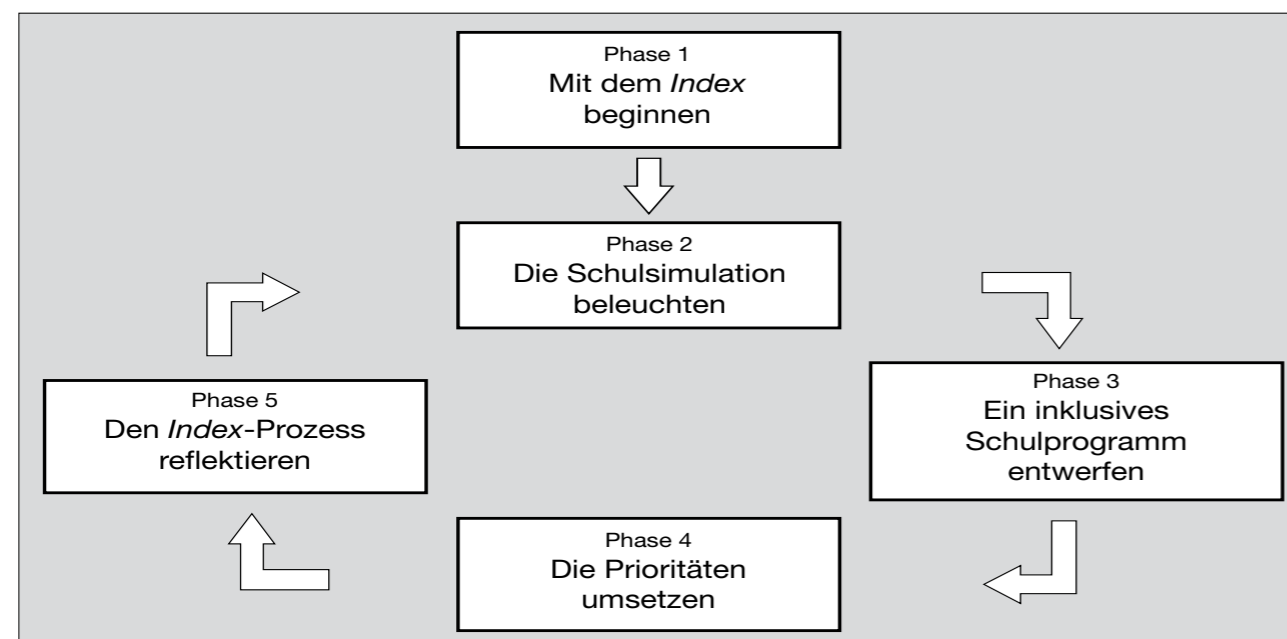 Phase 1
Mit dem Index
beginnen
Phase 2
Die Schulsimulation
beleuchten
Phase 3
Ein inklusives
Schulprogramm
entwerfen
Phase 4
Die Prioritäten
umsetzen
Phase 5
Den Index-Prozess
reflektieren